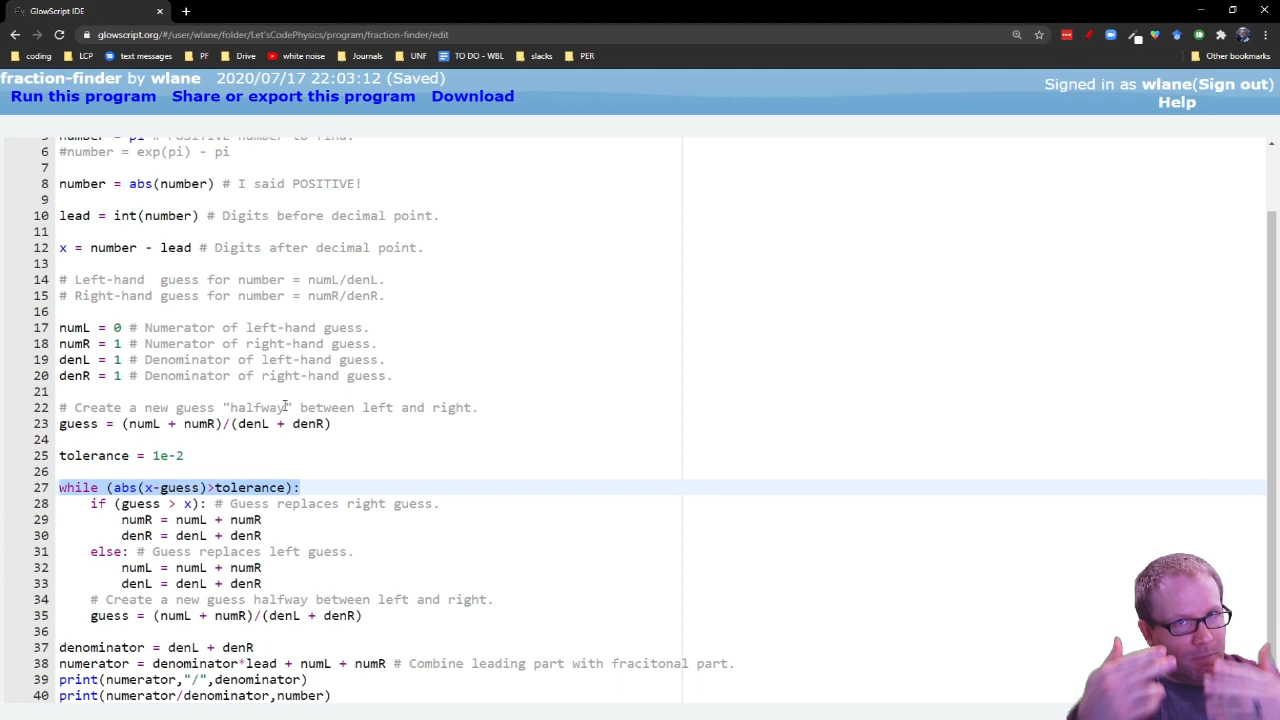 GlowScript IDE
glowscript.org/#/user/wlane/folder/Let'sCodePhysics/program/fraction-finder/edit
coding LCP text messages PF Drive white noise Journals UNF TO DO - WBL slacks PER Other bookmarks
fraction-finder by wlane 2020/07/17 22:03:12 (Saved)
Signed in as wlane(Sign out)
Run this program Share or export this program Download
Help
5 number = pi # POSITIVE number to find.
6 #number = exp(pi) - pi
7
8 number = abs(number) # I said POSITIVE!
9
10 lead = int(number) # Digits before decimal point.
11
12 x = number - lead # Digits after decimal point.
13
14 # Left-hand  guess for number = numL/denL.
15 # Right-hand guess for number = numR/denR.
16
17 numL = 0 # Numerator of left-hand guess.
18 numR = 1 # Numerator of right-hand guess.
19 denL = 1 # Denominator of left-hand guess.
20 denR = 1 # Denominator of right-hand guess.
21
22 # Create a new guess "halfway" between left and right.
23 guess = (numL + numR)/(denL + denR)
24
25 tolerance = 1e-2
26
27 while (abs(x-guess)>tolerance):
28 if (guess > x): # Guess replaces right guess.
29 numR = numL + numR
30 denR = denL + denR
31 else: # Guess replaces left guess.
32 numL = numL + numR
33 denL = denL + denR
34 # Create a new guess halfway between left and right.
35 guess = (numL + numR)/(denL + denR)
36
37 denominator = denL + denR
38 numerator = denominator*lead + numL + numR # Combine leading part with fracitonal part.
39 print(numerator,"/",denominator)
40 print(numerator/denominator,number)